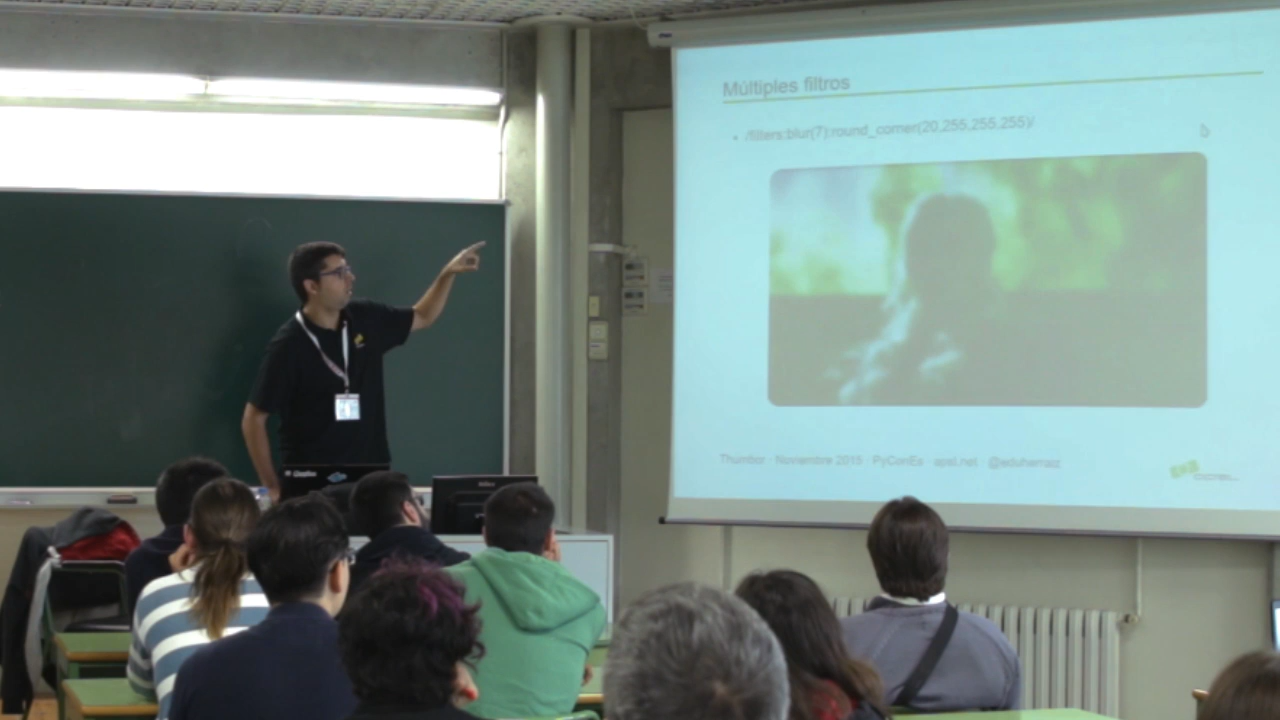 Múltiples filtros
• /filters:blur(7):round_corner(20,255,255,255)/
Thumbor · Noviembre 2015 · PyConEs · apsl.net · @eduherraiz